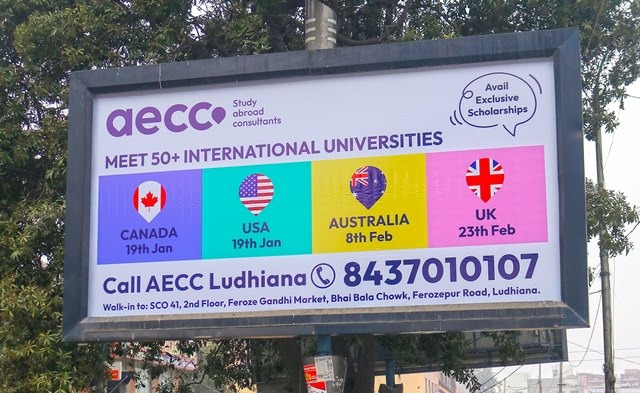 aecc
Study
abroad
consultants
Avail
Exclusive
Scholarships
MEET 50+ INTERNATIONAL UNIVERSITIES
CANADA
19th Jan
USA
19th Jan
AUSTRALIA
8th Feb
UK
23th Feb
Call AECC Ludhiana 8437010107
Walk-in to: SCO 41, 2nd Floor, Feroze Gandhi Market, Bhai Bala Chowk, Ferozepur Road, Ludhiana.